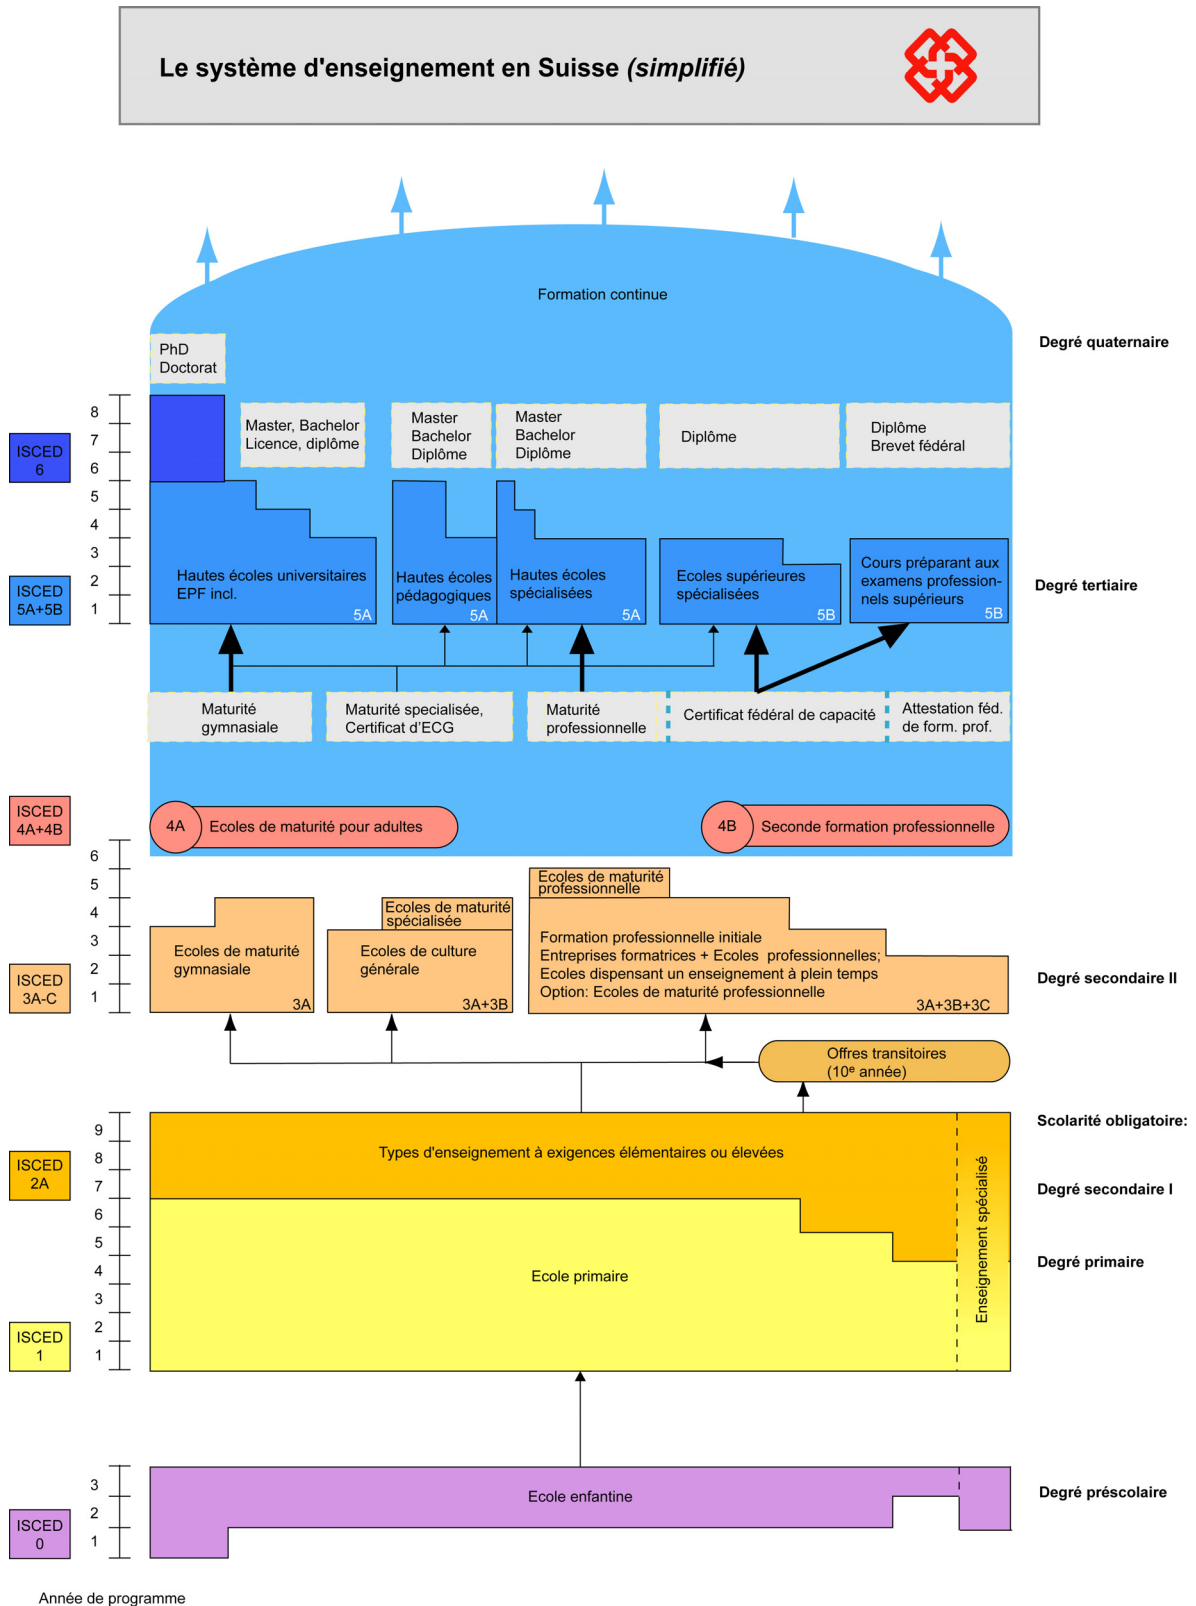 Le système d'enseignement en Suisse (simplifié)
Formation continue
Degré quaternaire
PhD
Doctorat
8
7
6
5
4
3
2
1
ISCED
6
Master, Bachelor
Licence, diplôme
Master
Bachelor
Diplôme
Master
Bachelor
Diplôme
Diplôme
Diplôme
Brevet fédéral
ISCED
5A+5B
Hautes écoles universitaires
EPF incl.
5A
Hautes écoles
pédagogiques
5A
Hautes écoles
spécialisées
5A
Ecoles supérieures
spécialisées
5B
Cours préparant aux
examens profession-
nels supérieurs
5B
Degré tertiaire
Maturité
gymnasiale
Maturité specialisée,
Certificat d'ECG
Maturité
professionnelle
Certificat fédéral de capacité
Attestation féd.
de form. prof.
ISCED
4A+4B
4A
Ecoles de maturité pour adultes
4B
Seconde formation professionnelle
6
5
4
3
2
1
ISCED
3A-C
Ecoles de maturité
gymnasiale
3A
Ecoles de maturité
spécialisée
Ecoles de culture
générale
3A+3B
Ecoles de maturité
professionnelle
Formation professionnelle initiale
Entreprises formatrices + Ecoles professionnelles;
Ecoles dispensant un enseignement à plein temps
Option: Ecoles de maturité professionnelle
3A+3B+3C
Degré secondaire II
Offres transitoires
(10e année)
Scolarité obligatoire:
9
8
7
6
5
4
3
2
1
ISCED
2A
Types d'enseignement à exigences élémentaires ou élevées
Degré secondaire I
Enseignement spécialisé
Degré primaire
Ecole primaire
ISCED
1
3
2
1
ISCED
0
Ecole enfantine
Degré préscolaire
Année de programme